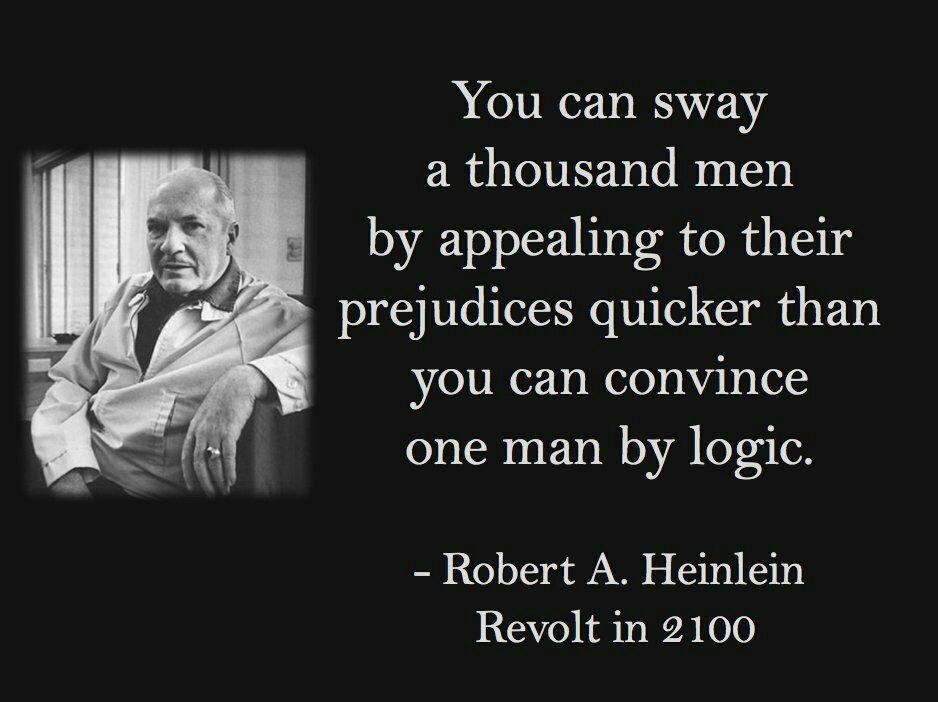 You can sway
a thousand men
by appealing to their
prejudices quicker than
you can convince
one man by logic.
– Robert A. Heinlein
Revolt in 2100